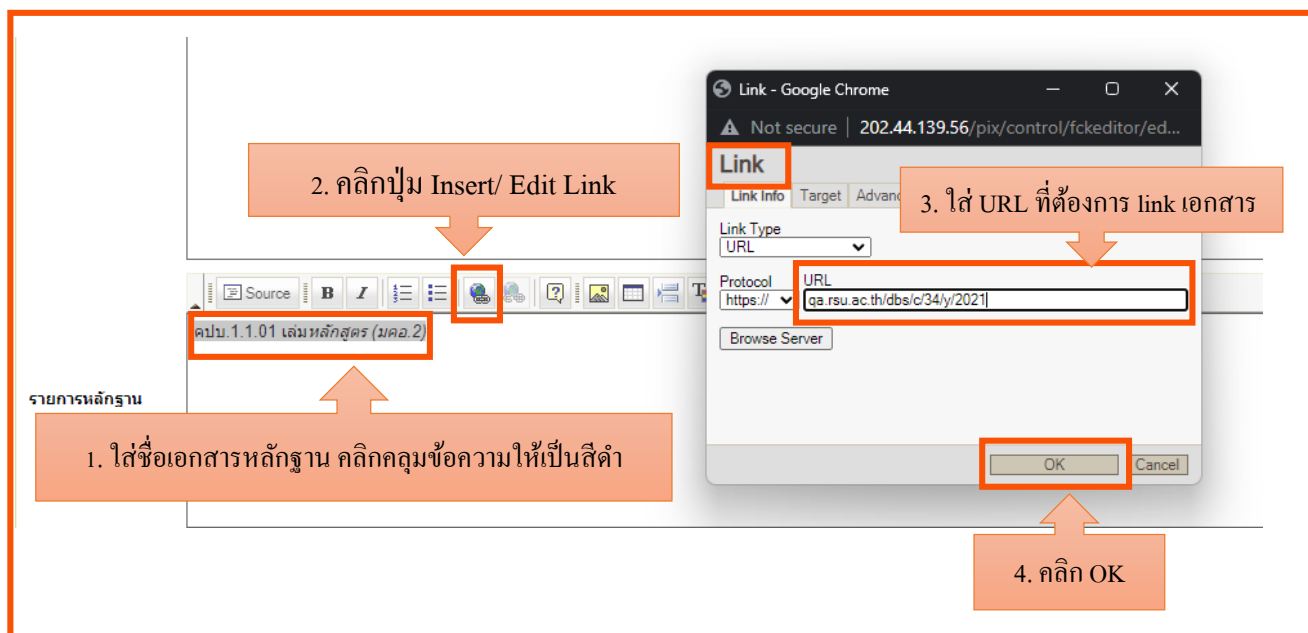 Link - Google Chrome
Not secure | 202.44.139.56/pix/control/fckeditor/ed...
Link
Link Info Target Advanc
2. คลิกปุ่ม Insert/ Edit Link
3. ใส่ URL ที่ต้องการ link เอกสาร
Link Type
URL
Protocol URL
https:// qa.rsu.ac.th/dbs/c/34/y/2021
Browse Server
Source B I
คปบ.1.1.01 เล่มหลักสูตร (มคอ.2)
รายการหลักฐาน
1. ใส่ชื่อเอกสารหลักฐาน คลิกคลุมข้อความให้เป็นสีดำ
OK Cancel
4. คลิก OK